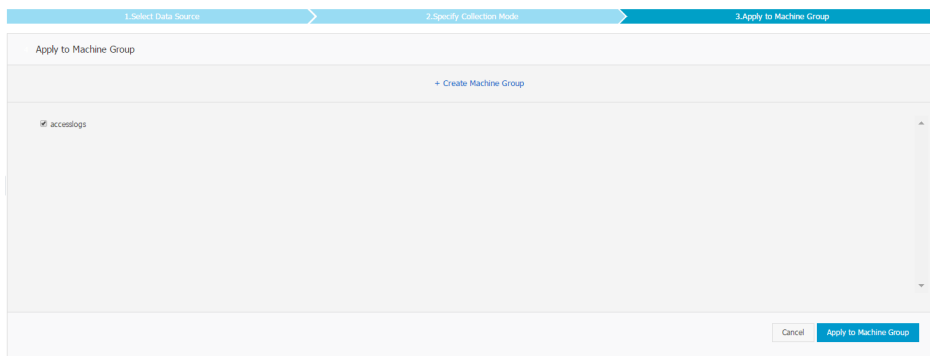 1.Select Data Source 2.Specify Collection Mode 3.Apply to Machine Group
Apply to Machine Group
+ Create Machine Group
accesslogs
Cancel Apply to Machine Group